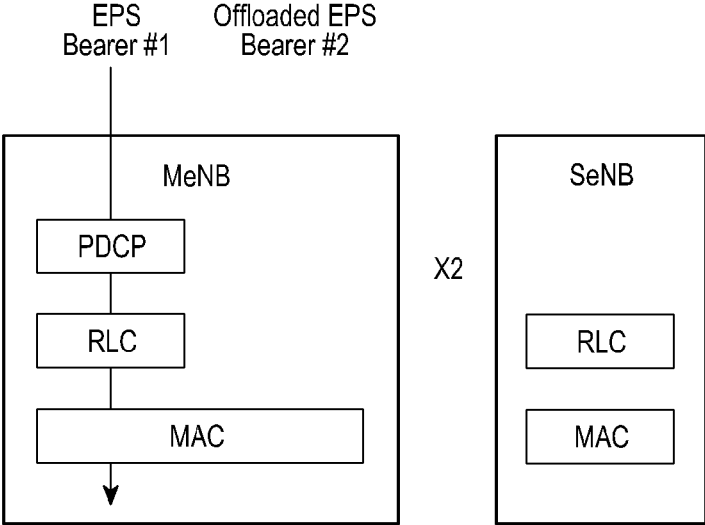 EPS
Bearer #1
Offloaded EPS
Bearer #2
MeNB
SeNB
PDCP
X2
RLC
RLC
MAC
MAC